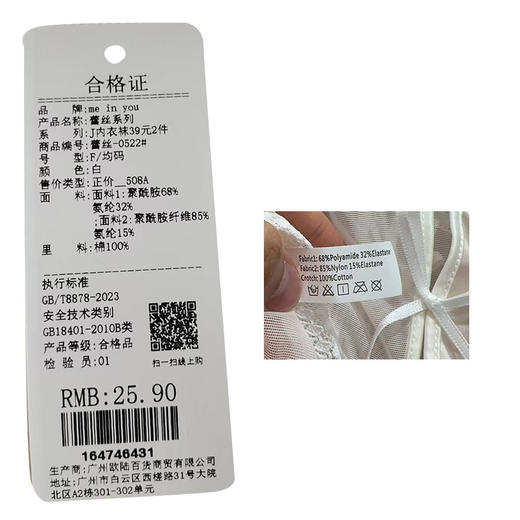 合格证
品 牌:me in you
产品名称:蕾丝系列
系 列:J内衣袜39元2件
商品编号:蕾丝-0522#
号 型:F/均码
颜 色:白
售价类型:正价__508A
面 料:面料1:聚酰胺68%
氨纶32%
;面料2:聚酰胺纤维85%
氨纶15%
里 料:棉100%
执行标准
GB/T8878-2023
安全技术类别
GB18401-2010B类
产品等级:合格品
检 验 员:01
扫一扫线上购
RMB:25.90
164746431
生产商:广州欧陆百货商贸有限公司
地址:广州市白云区西槎路31号大院
北区A2栋301-302单元
Fabric1:68%Polyamide 32%Elastane
Fabric2:85%Nylon 15%Elastane
Crotch:100%Cotton